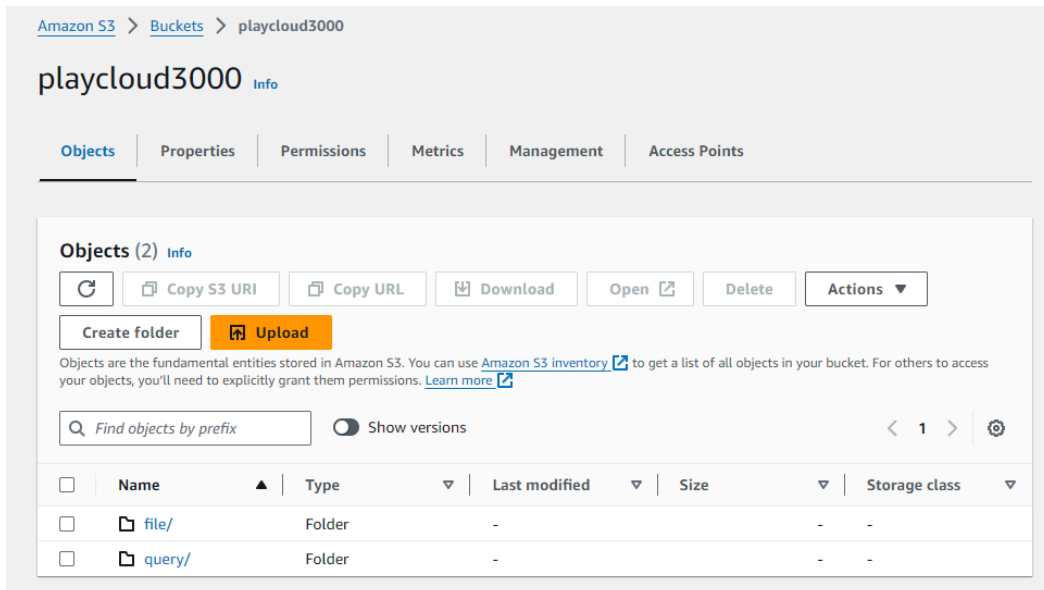 Amazon S3 > Buckets > playcloud3000
playcloud3000 Info
Objects Properties Permissions Metrics Management Access Points
Objects (2) Info
Copy S3 URI Copy URL Download Open Delete Actions
Create folder Upload
Objects are the fundamental entities stored in Amazon S3. You can use Amazon S3 inventory to get a list of all objects in your bucket. For others to access
your objects, you'll need to explicitly grant them permissions. Learn more
Find objects by prefix Show versions < 1 >
Name Type Last modified Size Storage class
file/ Folder - - -
query/ Folder - - -